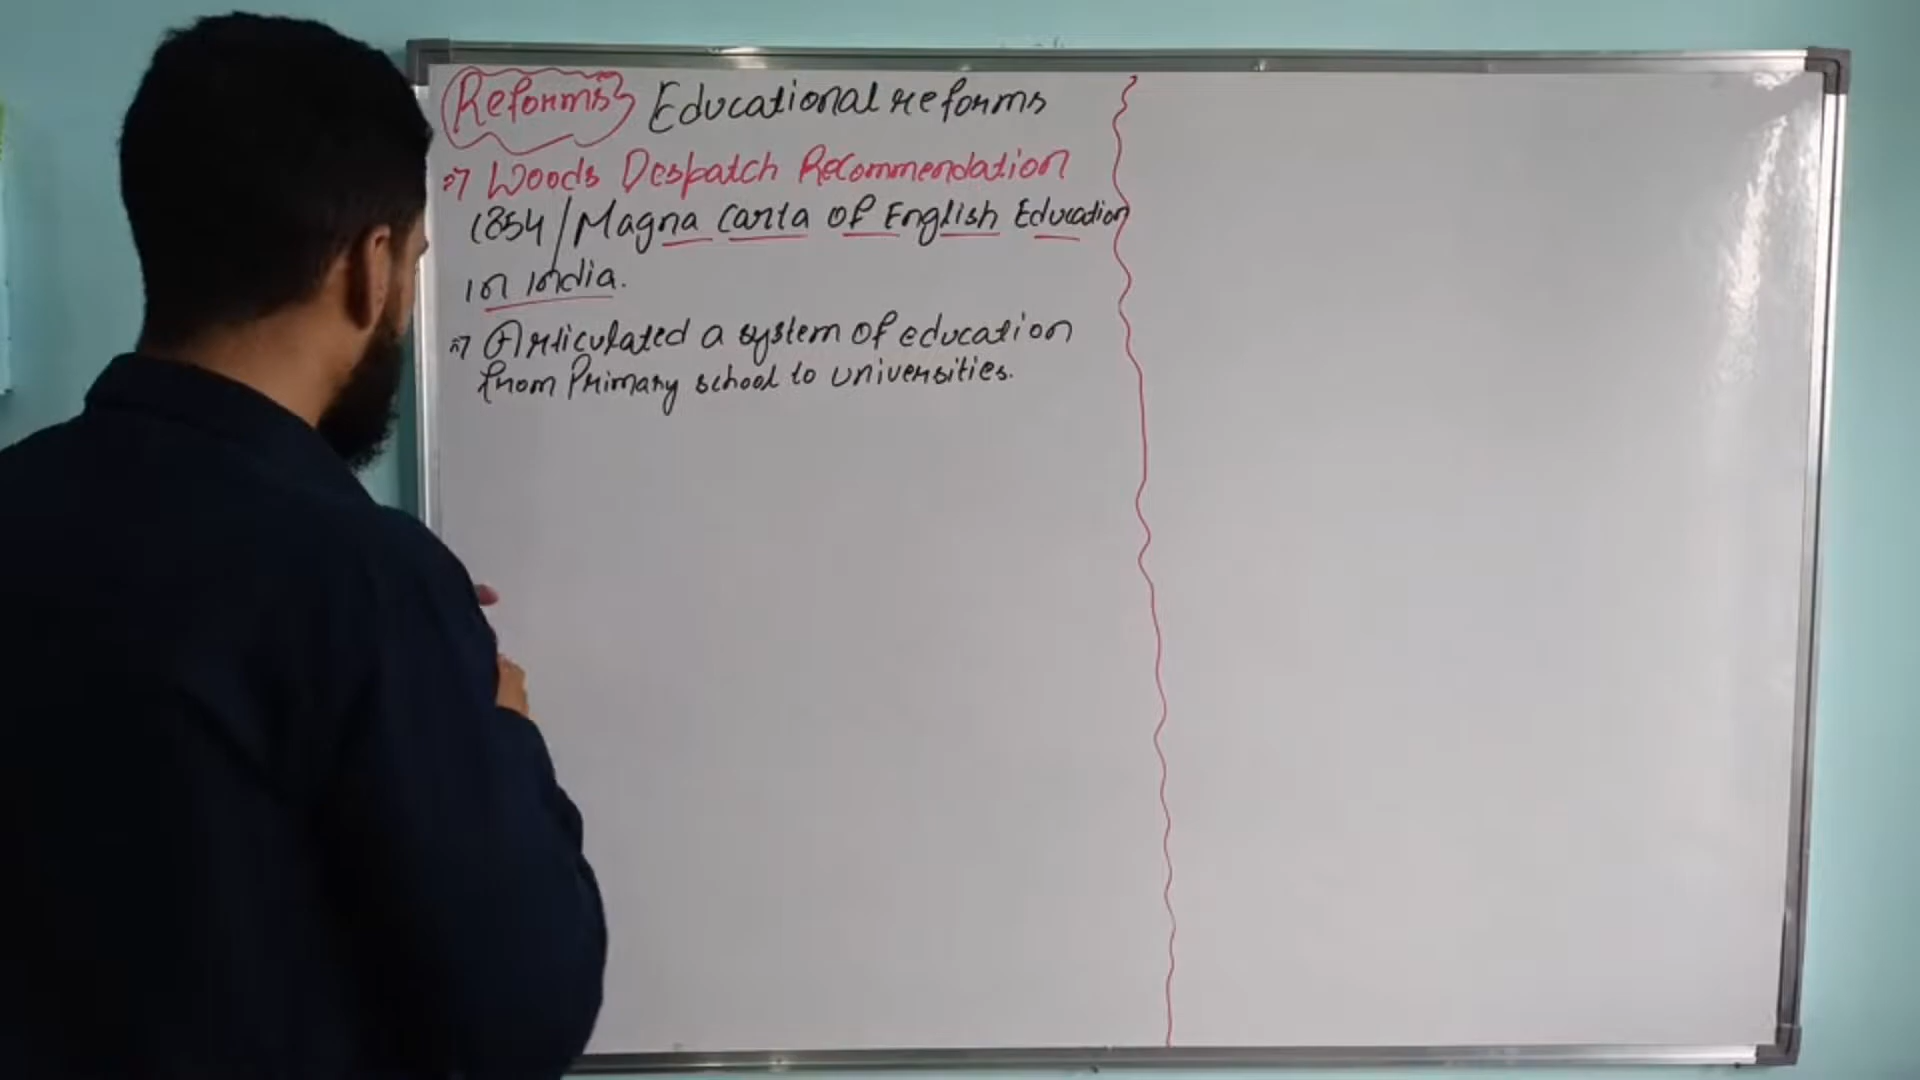 Reforms Educational reforms
⇒ Woods Despatch Recommendation
1854/Magna Carta of English Education
in India.
⇒ Articulated a system of education
from Primary school to universities.